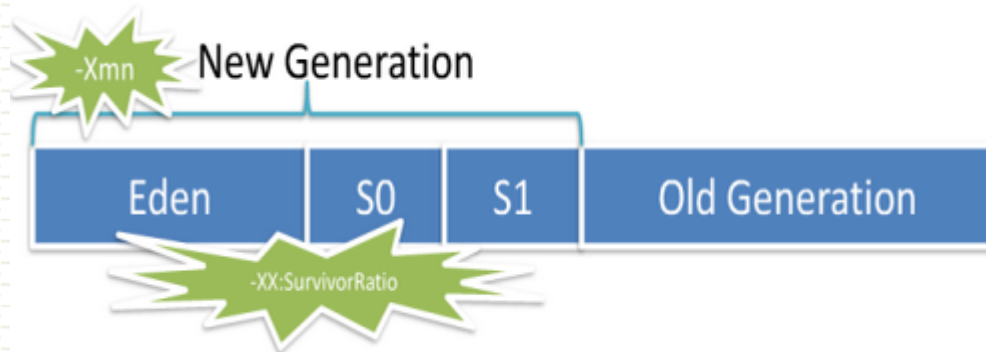 -Xmn
New Generation
Eden
S0
S1
Old Generation
-XX:SurvivorRatio